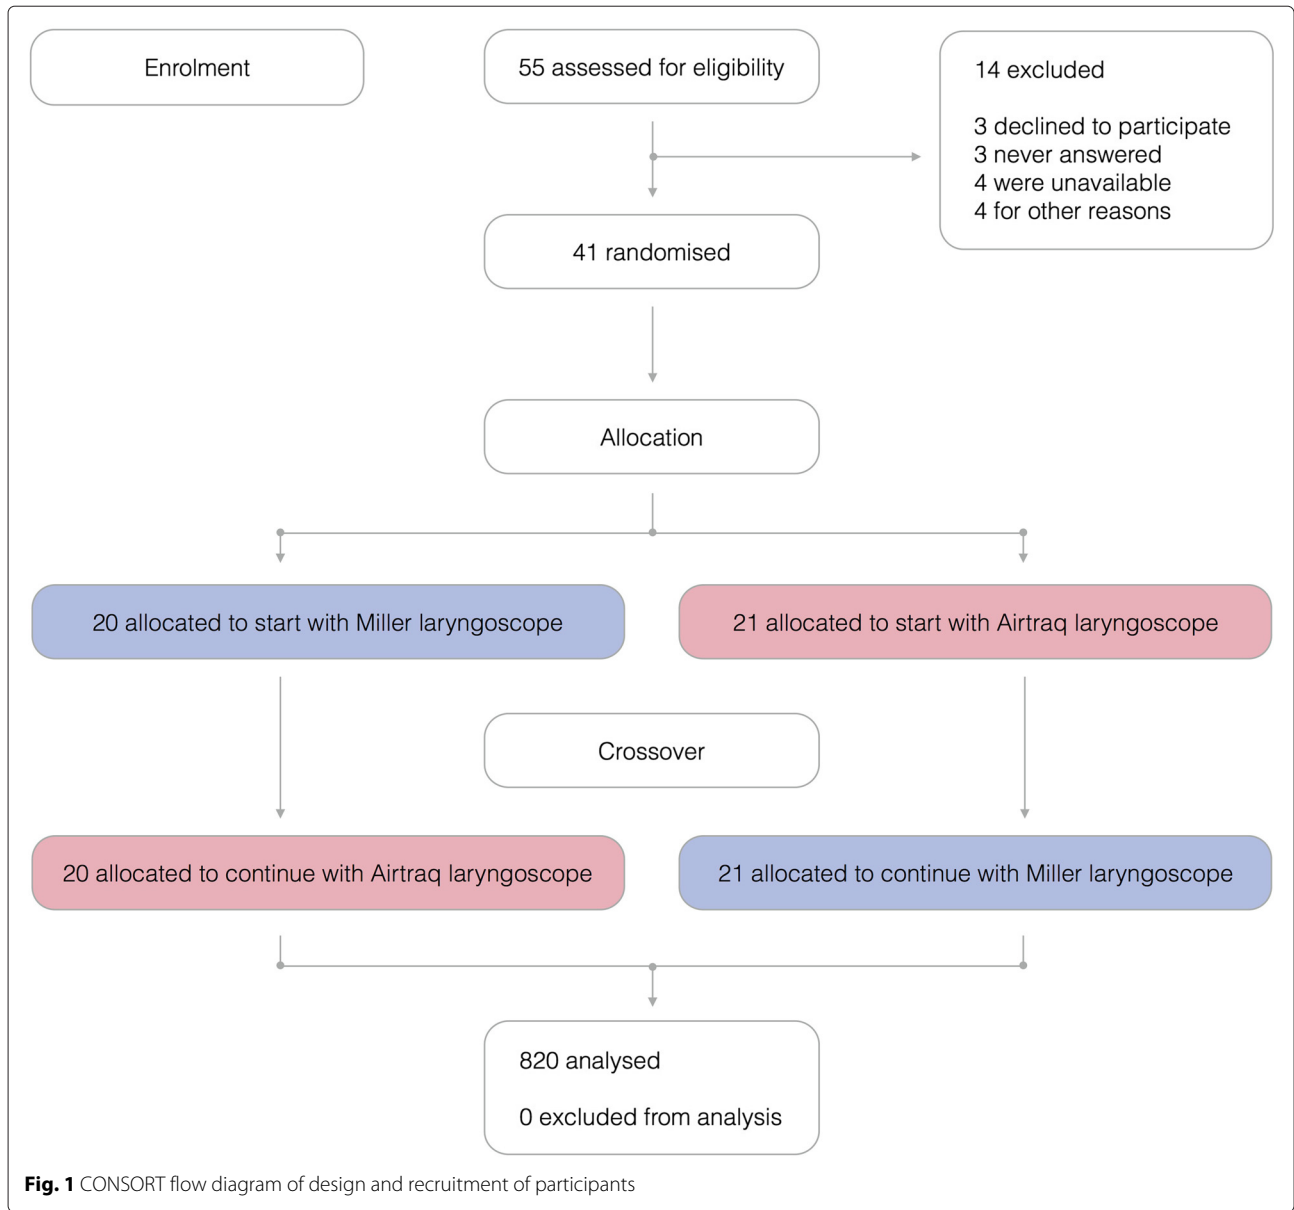 Enrolment
55 assessed for eligibility
14 excluded
3 declined to participate
3 never answered
4 were unavailable
4 for other reasons
41 randomised
Allocation
20 allocated to start with Miller laryngoscope
21 allocated to start with Airtraq laryngoscope
Crossover
20 allocated to continue with Airtraq laryngoscope
21 allocated to continue with Miller laryngoscope
820 analysed
0 excluded from analysis
Fig. 1 CONSORT flow diagram of design and recruitment of participants